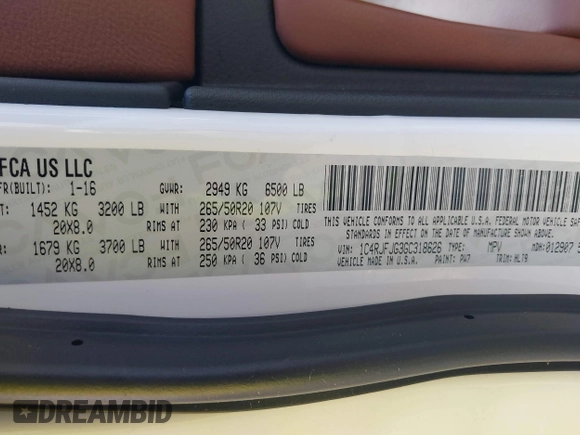 FCA US LLC
FR(BUILT): 1-16 GVWR: 2949 KG 6500 LB
T: 1452 KG 3200 LB WITH 265/50R20 107V TIRES
20X8.0 RIMS AT 230 KPA ( 33 PSI) COLD
R: 1679 KG 3700 LB WITH 265/50R20 107V TIRES
20X8.0 RIMS AT 250 KPA ( 36 PSI) COLD
THIS VEHICLE CONFORMS TO ALL APPLICABLE U.S.A. FEDERAL MOTOR VEHICLE SAFETY
STANDARDS IN EFFECT ON THE DATE OF MANUFACTURE SHOWN ABOVE.
VIN: 1C4RJFJG3GC318626 TYPE: MPV MDH: 012907
VEHICLE MADE IN U.S.A. PAINT: PW7 TRIM: HLT9
DREAMBID